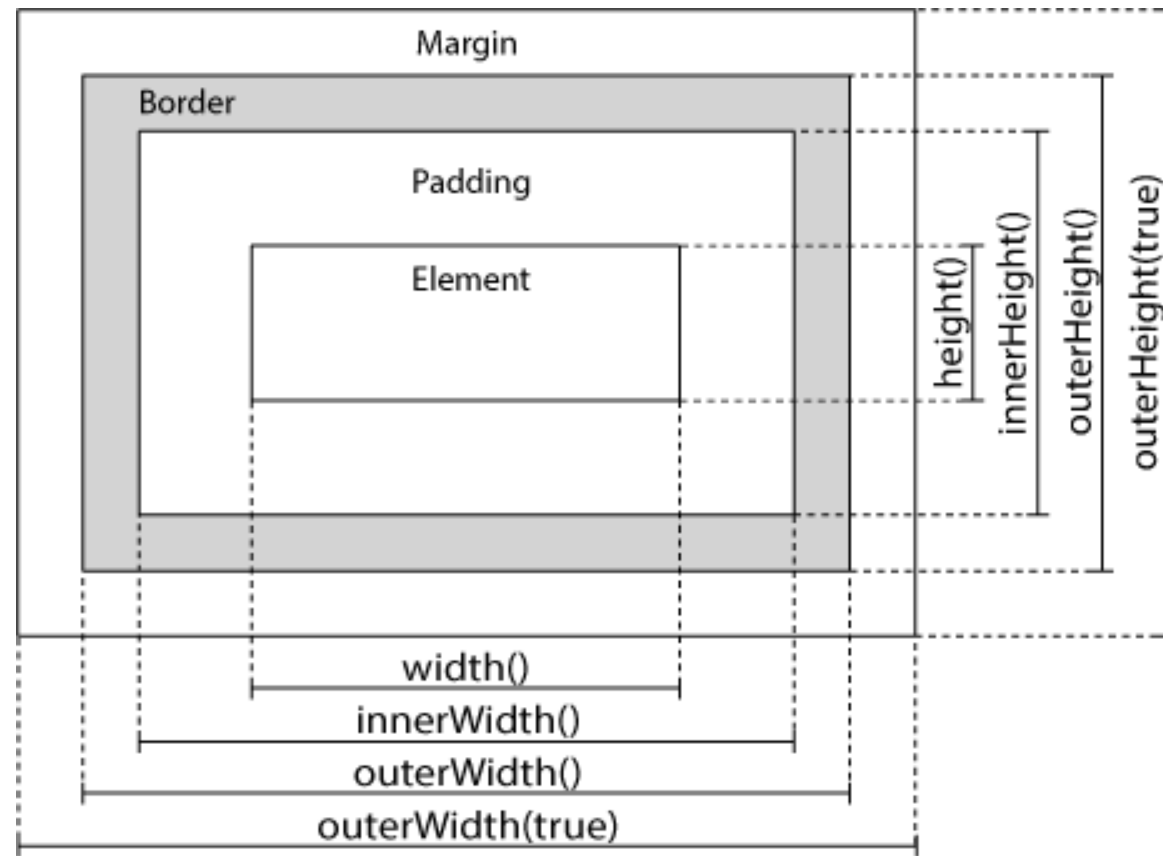 Margin
Border
Padding
Element
height()
innerHeight()
outerHeight()
outerHeight(true)
width()
innerWidth()
outerWidth()
outerWidth(true)